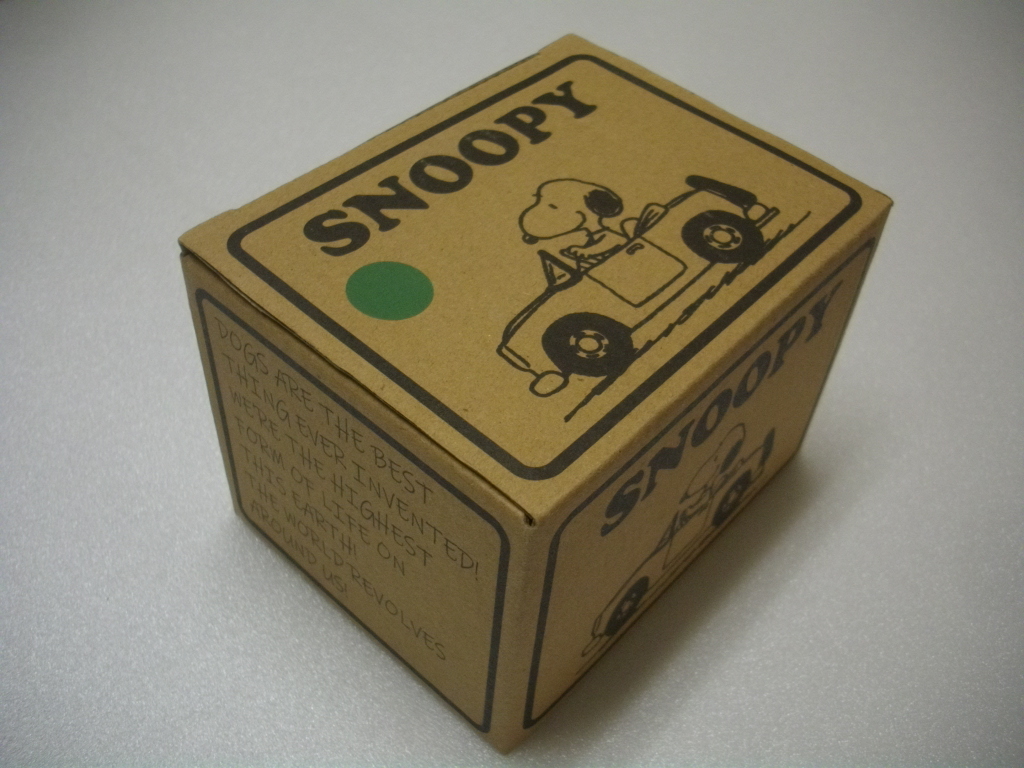 SNOOPY
DOGS ARE THE BEST
THING EVER INVENTED!
WE'RE THE HIGHEST
FORM OF LIFE ON
THIS EARTH!
THE WORLD REVOLVES
AROUND US!
SNOOPY